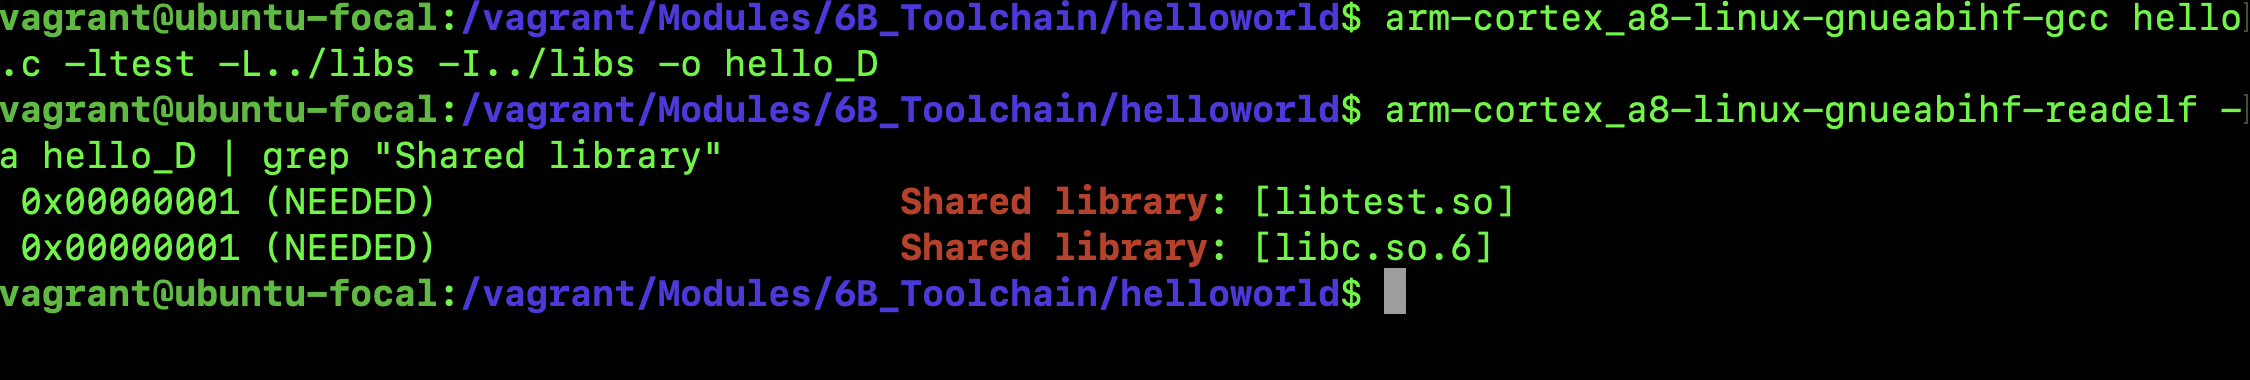 vagrant@ubuntu-focal:/vagrant/Modules/6B_Toolchain/helloworld$ arm-cortex_a8-linux-gnueabihf-gcc hello
.c -ltest -L../libs -I../libs -o hello_D
vagrant@ubuntu-focal:/vagrant/Modules/6B_Toolchain/helloworld$ arm-cortex_a8-linux-gnueabihf-readelf -
a hello_D | grep "Shared library"
 0x00000001 (NEEDED)                     Shared library: [libtest.so]
 0x00000001 (NEEDED)                     Shared library: [libc.so.6]
vagrant@ubuntu-focal:/vagrant/Modules/6B_Toolchain/helloworld$